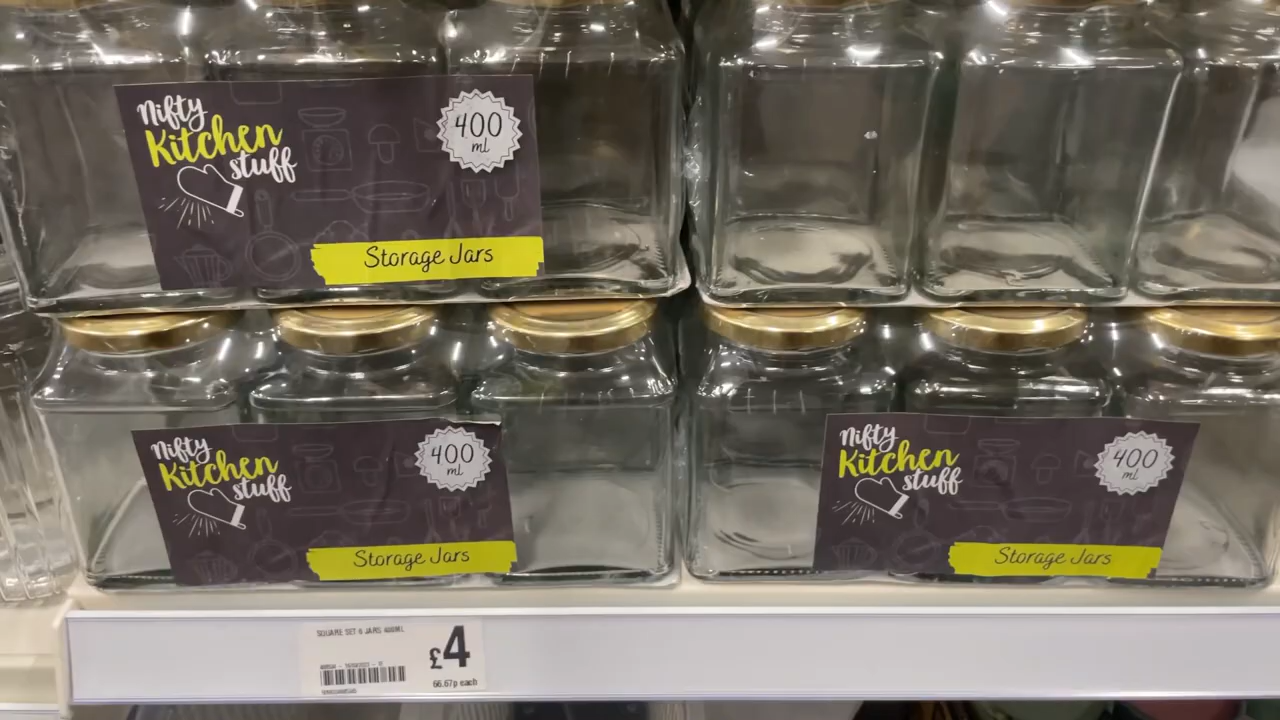 Nifty
Kitchen
stuff
400
ml
Storage Jars
Nifty
Kitchen
stuff
400
ml
Storage Jars
Nifty
Kitchen
stuff
400
ml
Storage Jars
SQUARE SET 6 JARS 400ML
£4
66.67p each